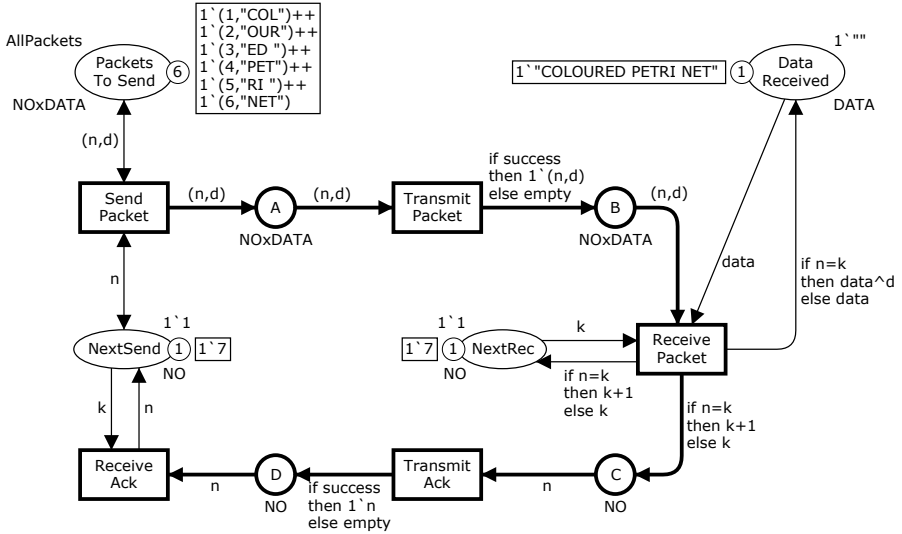 AllPackets
Packets
To Send
6
1`(1,"COL")++
1`(2,"OUR")++
1`(3,"ED ")++
1`(4,"PET")++
1`(5,"RI ")++
1`(6,"NET")
NOxDATA
1`""
1`"COLOURED PETRI NET"
1
Data
Received
DATA
(n,d)
Send
Packet
(n,d)
A
NOxDATA
(n,d)
Transmit
Packet
if success
then 1`(n,d)
else empty
B
NOxDATA
(n,d)
data
if n=k
then data^d
else data
n
1`1
NextSend
1
1`7
NO
1`1
1`7
1
NextRec
NO
k
if n=k
then k+1
else k
Receive
Packet
if n=k
then k+1
else k
k
n
Receive
Ack
n
D
NO
if success
then 1`n
else empty
Transmit
Ack
n
C
NO